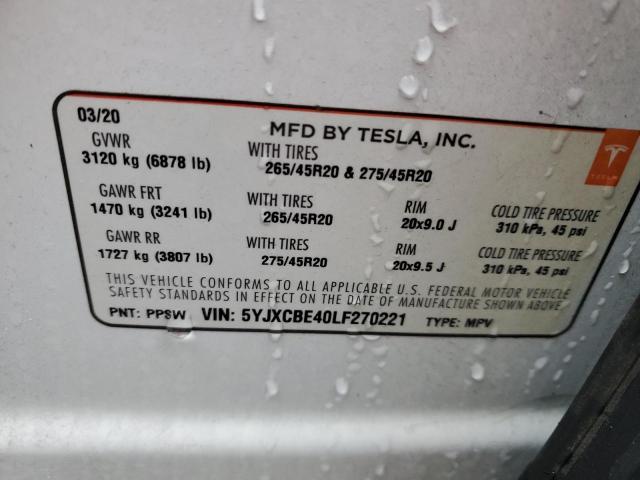 03/20
MFD BY TESLA, INC.
GVWR
3120 kg (6878 lb)
WITH TIRES
265/45R20 & 275/45R20
TESLA
GAWR FRT
1470 kg (3241 lb)
WITH TIRES
265/45R20
RIM
20x9.0 J
COLD TIRE PRESSURE
310 kPa, 45 psi
GAWR RR
1727 kg (3807 lb)
WITH TIRES
275/45R20
RIM
20x9.5 J
COLD TIRE PRESSURE
310 kPa, 45 psi
THIS VEHICLE CONFORMS TO ALL APPLICABLE U.S. FEDERAL MOTOR VEHICLE
SAFETY STANDARDS IN EFFECT ON THE DATE OF MANUFACTURE SHOWN ABOVE
PNT: PPSW VIN: 5YJXCBE40LF270221 TYPE: MPV